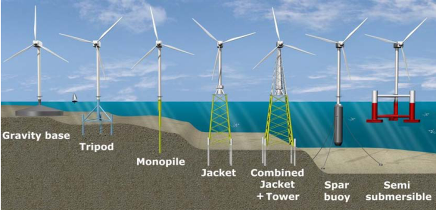 Gravity base
Tripod
Monopile
Jacket
Combined
Jacket
+ Tower
Spar
buoy
Semi
submersible